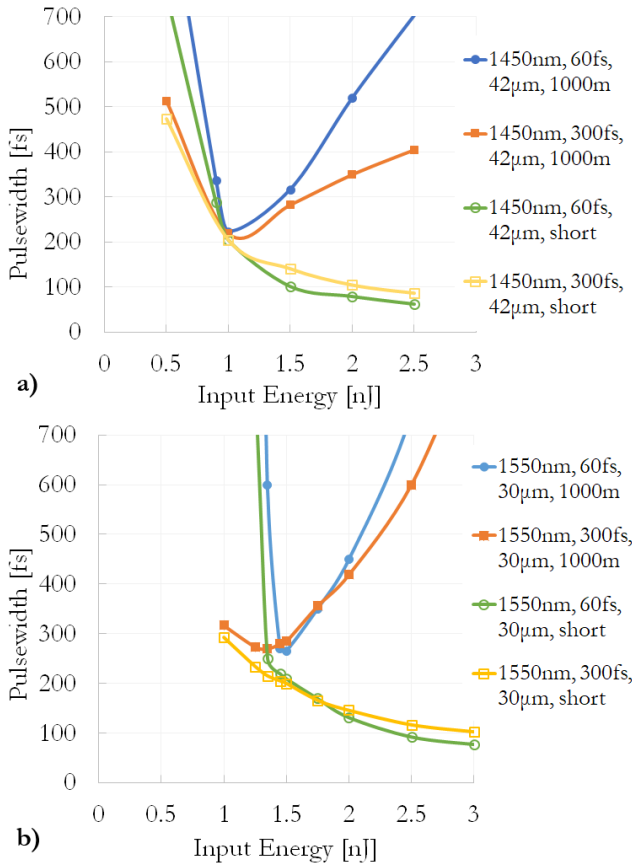 700
600
500
400
300
200
100
0
Pulsewidth [fs]
0
0.5
1
1.5
2
2.5
3
Input Energy [nJ]
a)
1450nm, 60fs,
42µm, 1000m
1450nm, 300fs,
42µm, 1000m
1450nm, 60fs,
42µm, short
1450nm, 300fs,
42µm, short
700
600
500
400
300
200
100
0
Pulsewidth [fs]
0
0.5
1
1.5
2
2.5
3
Input Energy [nJ]
b)
1550nm, 60fs,
30µm, 1000m
1550nm, 300fs,
30µm, 1000m
1550nm, 60fs,
30µm, short
1550nm, 300fs,
30µm, short